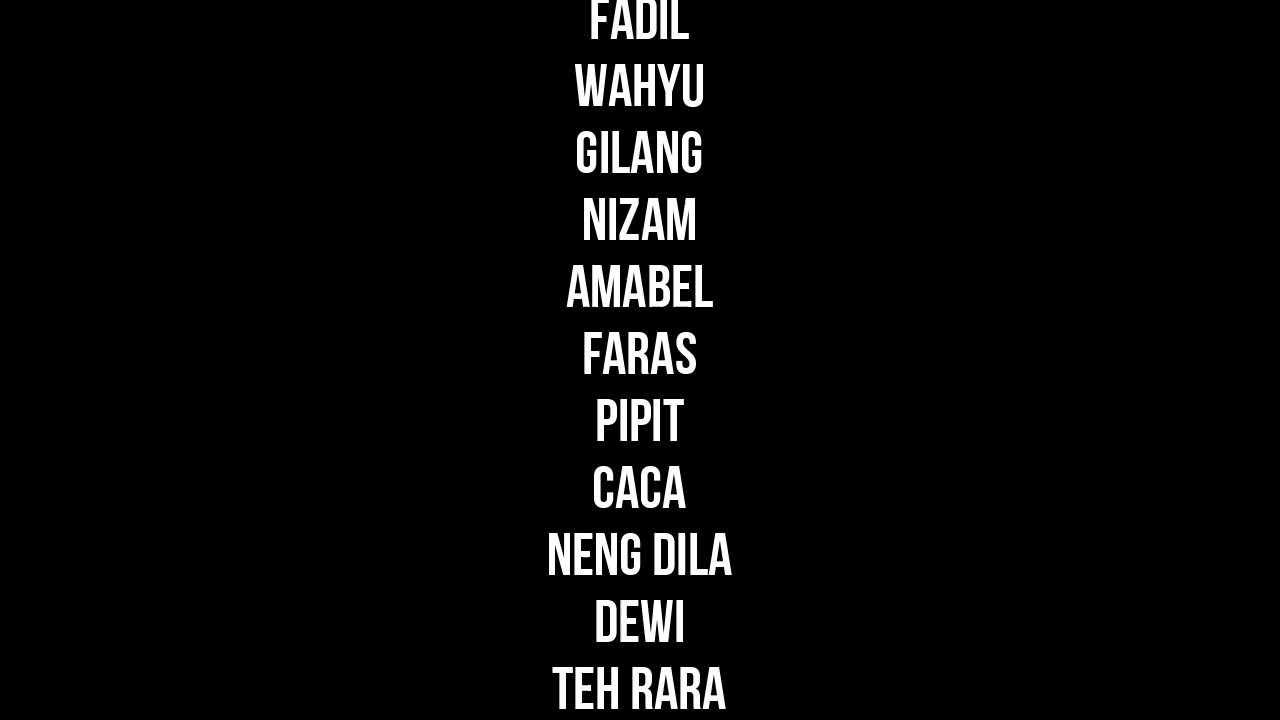 FADIL
WAHYU
GILANG
NIZAM
AMABEL
FARAS
PIPIT
CACA
NENG DILA
DEWI
TEH RARA